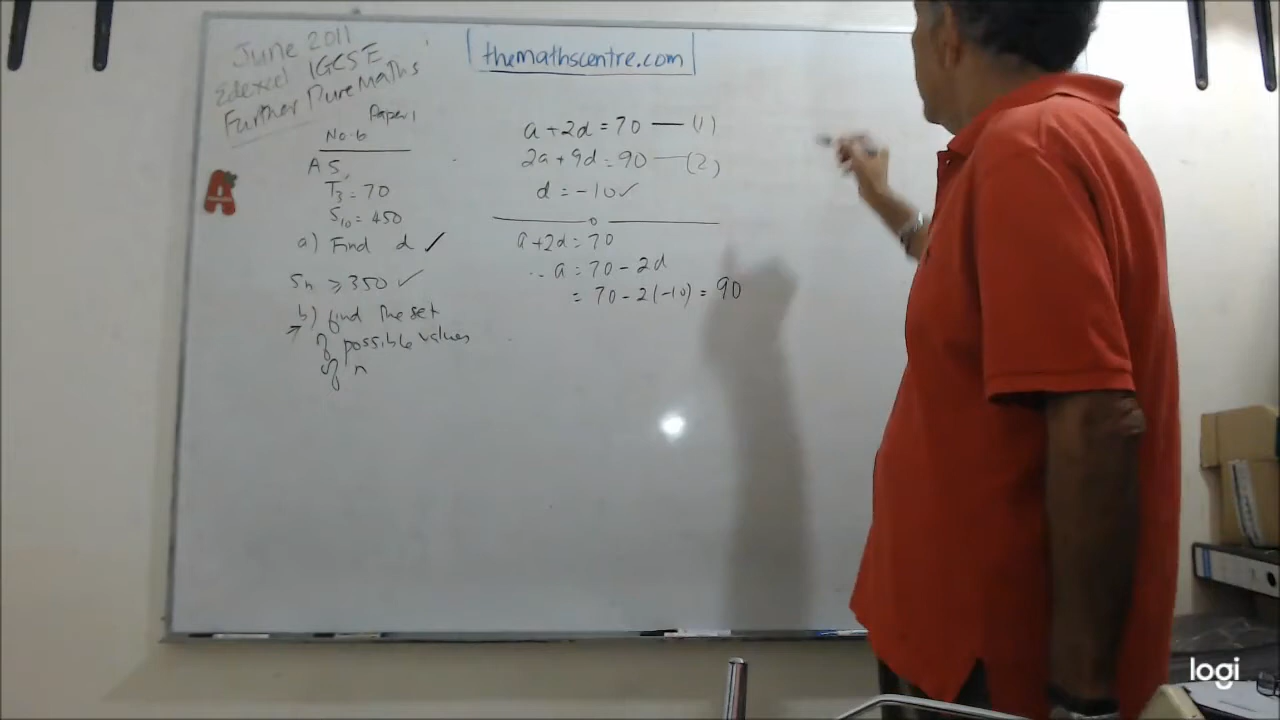 June 2011
Edexcel IGCSE
Further Pure Maths
Paper 1
No. 6
A S,
T₃ = 70
S₁₀ = 450
a) Find d ✓
Sn ≥ 350 ✓
b) find the set
of possible values
of n
themathscentre.com
a + 2d = 70 — (1)
2a + 9d = 90 — (2)
d = -10 ✓
a + 2d = 70
∴ a = 70 - 2d
= 70 - 2(-10) = 90
A
logi